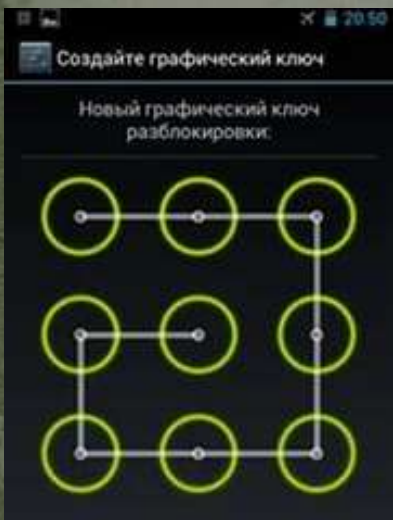 20:50
Создайте графический ключ
Новый графический ключ
разблокировки: